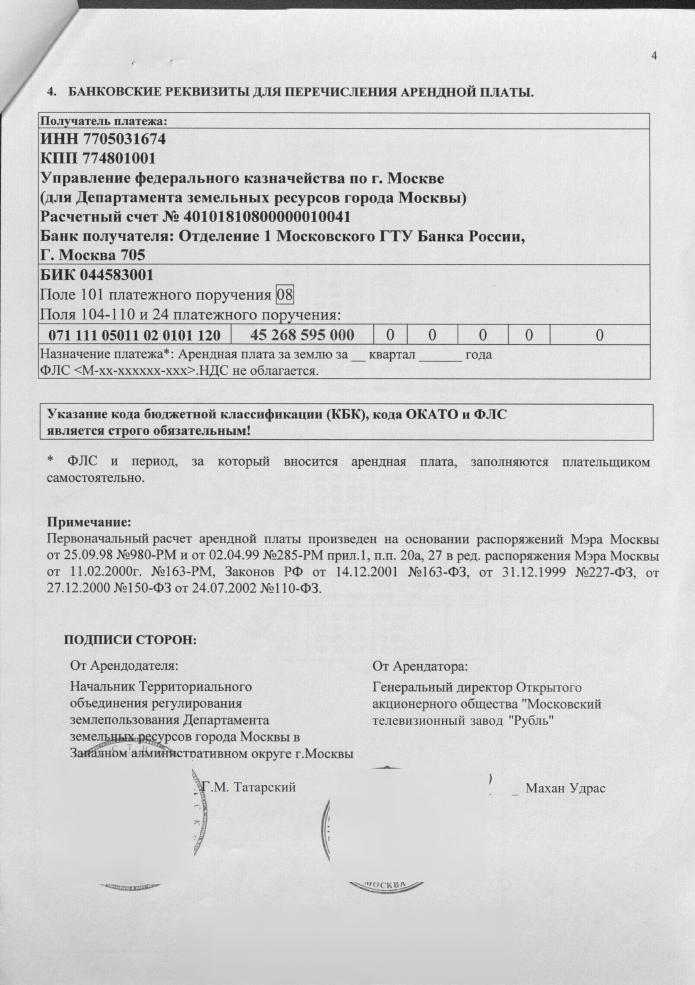 4
4. БАНКОВСКИЕ РЕКВИЗИТЫ ДЛЯ ПЕРЕЧИСЛЕНИЯ АРЕНДНОЙ ПЛАТЫ.
Получатель платежа:
ИНН 7705031674
КПП 774801001
Управление федерального казначейства по г. Москве
(для Департамента земельных ресурсов города Москвы)
Расчетный счет № 40101810800000010041
Банк получателя: Отделение 1 Московского ГТУ Банка России,
Г. Москва 705
БИК 044583001
Поле 101 платежного поручения 08
Поля 104-110 и 24 платежного поручения:
071 111 05011 02 0101 120 45 268 595 000 0 0 0 0 0
Назначение платежа*: Арендная плата за землю за __ квартал ______ года
ФЛС <М-хх-хххххх-ххх>.НДС не облагается.
Указание кода бюджетной классификации (КБК), кода ОКАТО и ФЛС
является строго обязательным!
* ФЛС и период, за который вносится арендная плата, заполняются плательщиком
самостоятельно.
Примечание:
Первоначальный расчет арендной платы произведен на основании распоряжений Мэра Москвы
от 25.09.98 №980-РМ и от 02.04.99 №285-РМ прил.1, п.п. 20а, 27 в ред. распоряжения Мэра Москвы
от 11.02.2000г. №163-РМ, Законов РФ от 14.12.2001 №163-ФЗ, от 31.12.1999 №227-ФЗ, от
27.12.2000 №150-ФЗ от 24.07.2002 №110-ФЗ.
ПОДПИСИ СТОРОН:
От Арендодателя:
Начальник Территориального
объединения регулирования
землепользования Департамента
земельных ресурсов города Москвы в
Западном административном округе г.Москвы
Г.М. Татарский
От Арендатора:
Генеральный директор Открытого
акционерного общества "Московский
телевизионный завод "Рубль"
Махан Удрас
МОСКВА